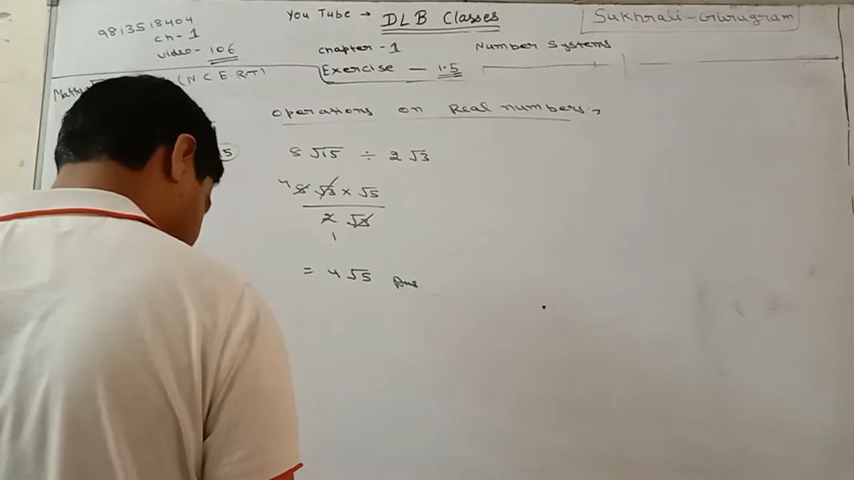 9813518404
ch-1
video-106
You Tube → DLB Classes
Sukhrali-Gurugram
chapter-1 Number Systems
(NCERT)
Exercise — 1.5
Operations on Real numbers
8√15 ÷ 2√3
4 8 √3 × √5
2 √3
1
= 4√5 Ans